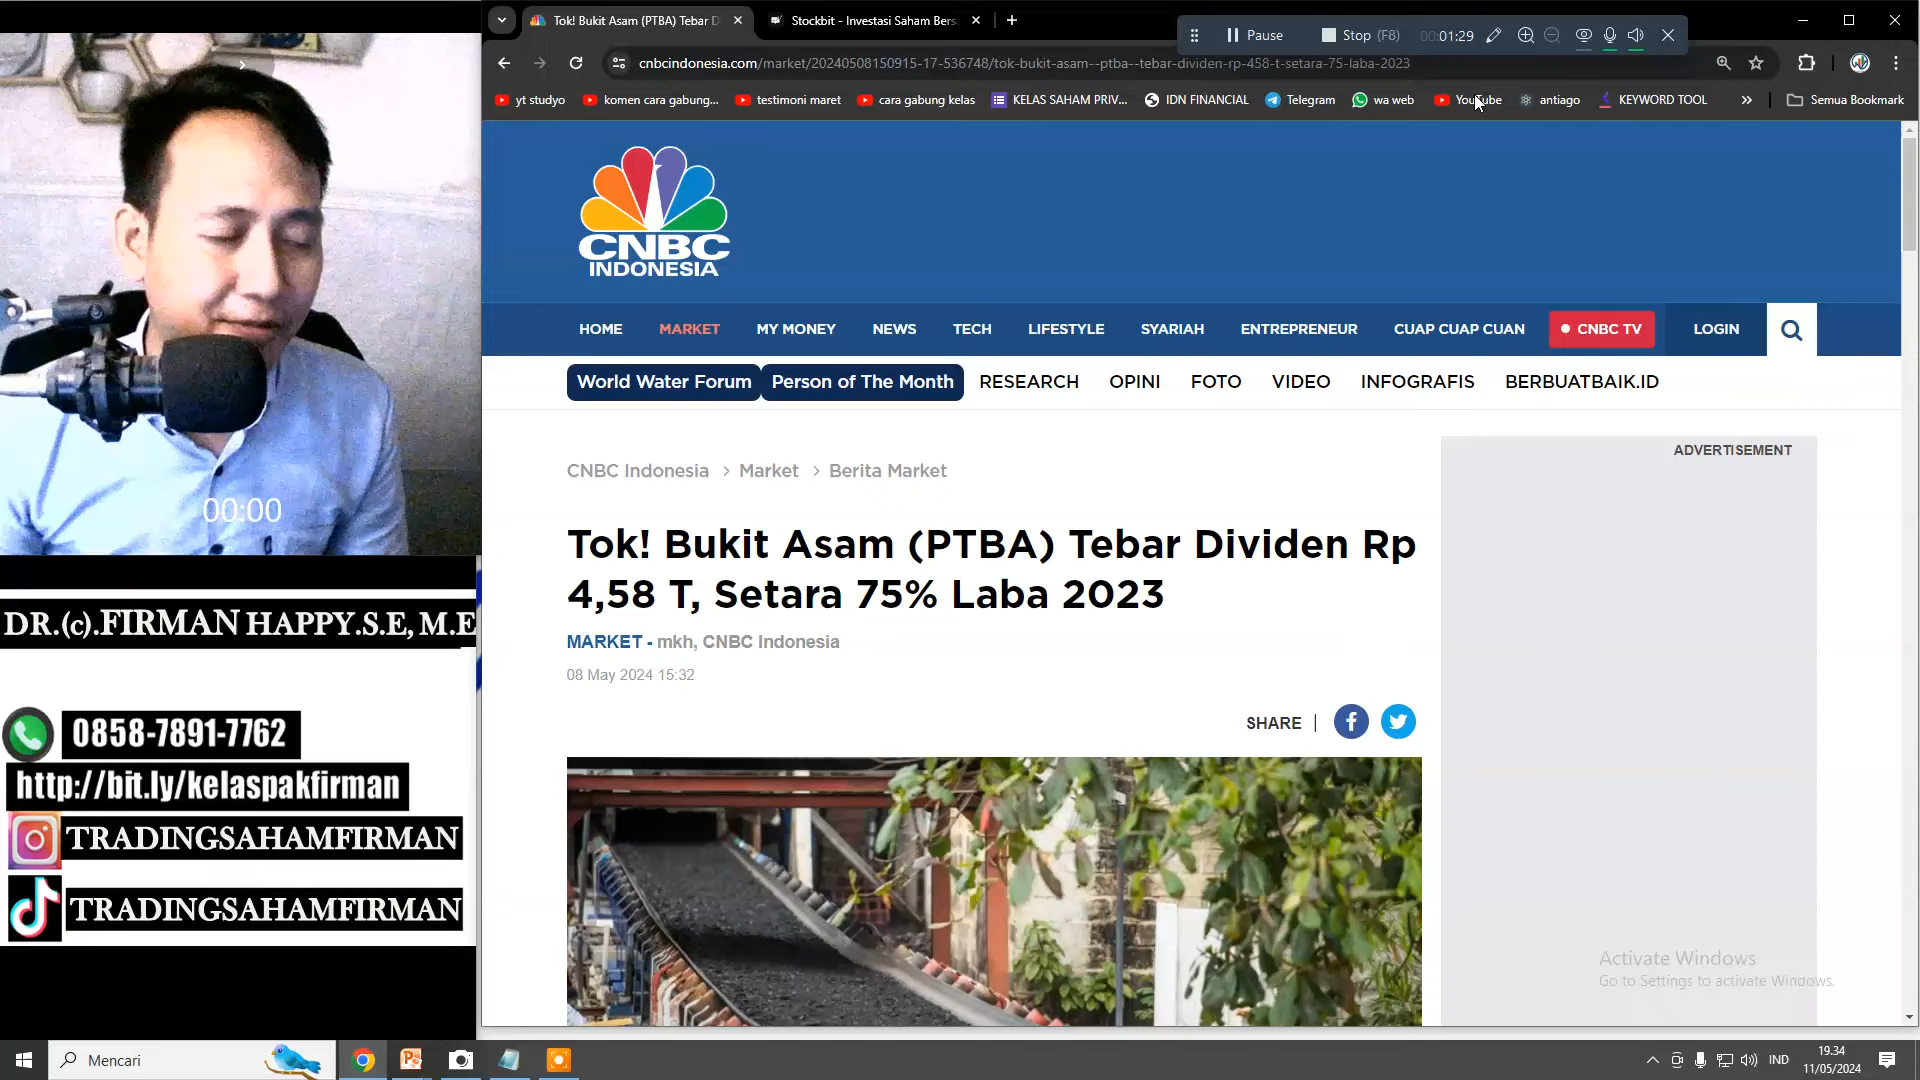 Tok! Bukit Asam (PTBA) Tebar D
Stockbit - Investasi Saham Bers
Pause
Stop (F8)
00:01:29
cnbcindonesia.com/market/20240508150915-17-536748/tok-bukit-asam--ptba--tebar-dividen-rp-458-t-setara-75-laba-2023
yt studyo
komen cara gabung...
testimoni maret
cara gabung kelas
KELAS SAHAM PRIV...
IDN FINANCIAL
Telegram
wa web
YouTube
antiago
KEYWORD TOOL
Semua Bookmark
CNBC
INDONESIA
HOME MARKET MY MONEY NEWS TECH LIFESTYLE SYARIAH ENTREPRENEUR CUAP CUAP CUAN CNBC TV LOGIN
World Water Forum Person of The Month RESEARCH OPINI FOTO VIDEO INFOGRAFIS BERBUATBAIK.ID
ADVERTISEMENT
CNBC Indonesia > Market > Berita Market
Tok! Bukit Asam (PTBA) Tebar Dividen Rp
4,58 T, Setara 75% Laba 2023
MARKET - mkh, CNBC Indonesia
08 May 2024 15:32
SHARE |
00:00
DR.(c).FIRMAN HAPPY.S.E, M.E
0858-7891-7762
http://bit.ly/kelaspakfirman
TRADINGSAHAMFIRMAN
TRADINGSAHAMFIRMAN
Activate Windows
Go to Settings to activate Windows.
Mencari
IND
19.34
11/05/2024